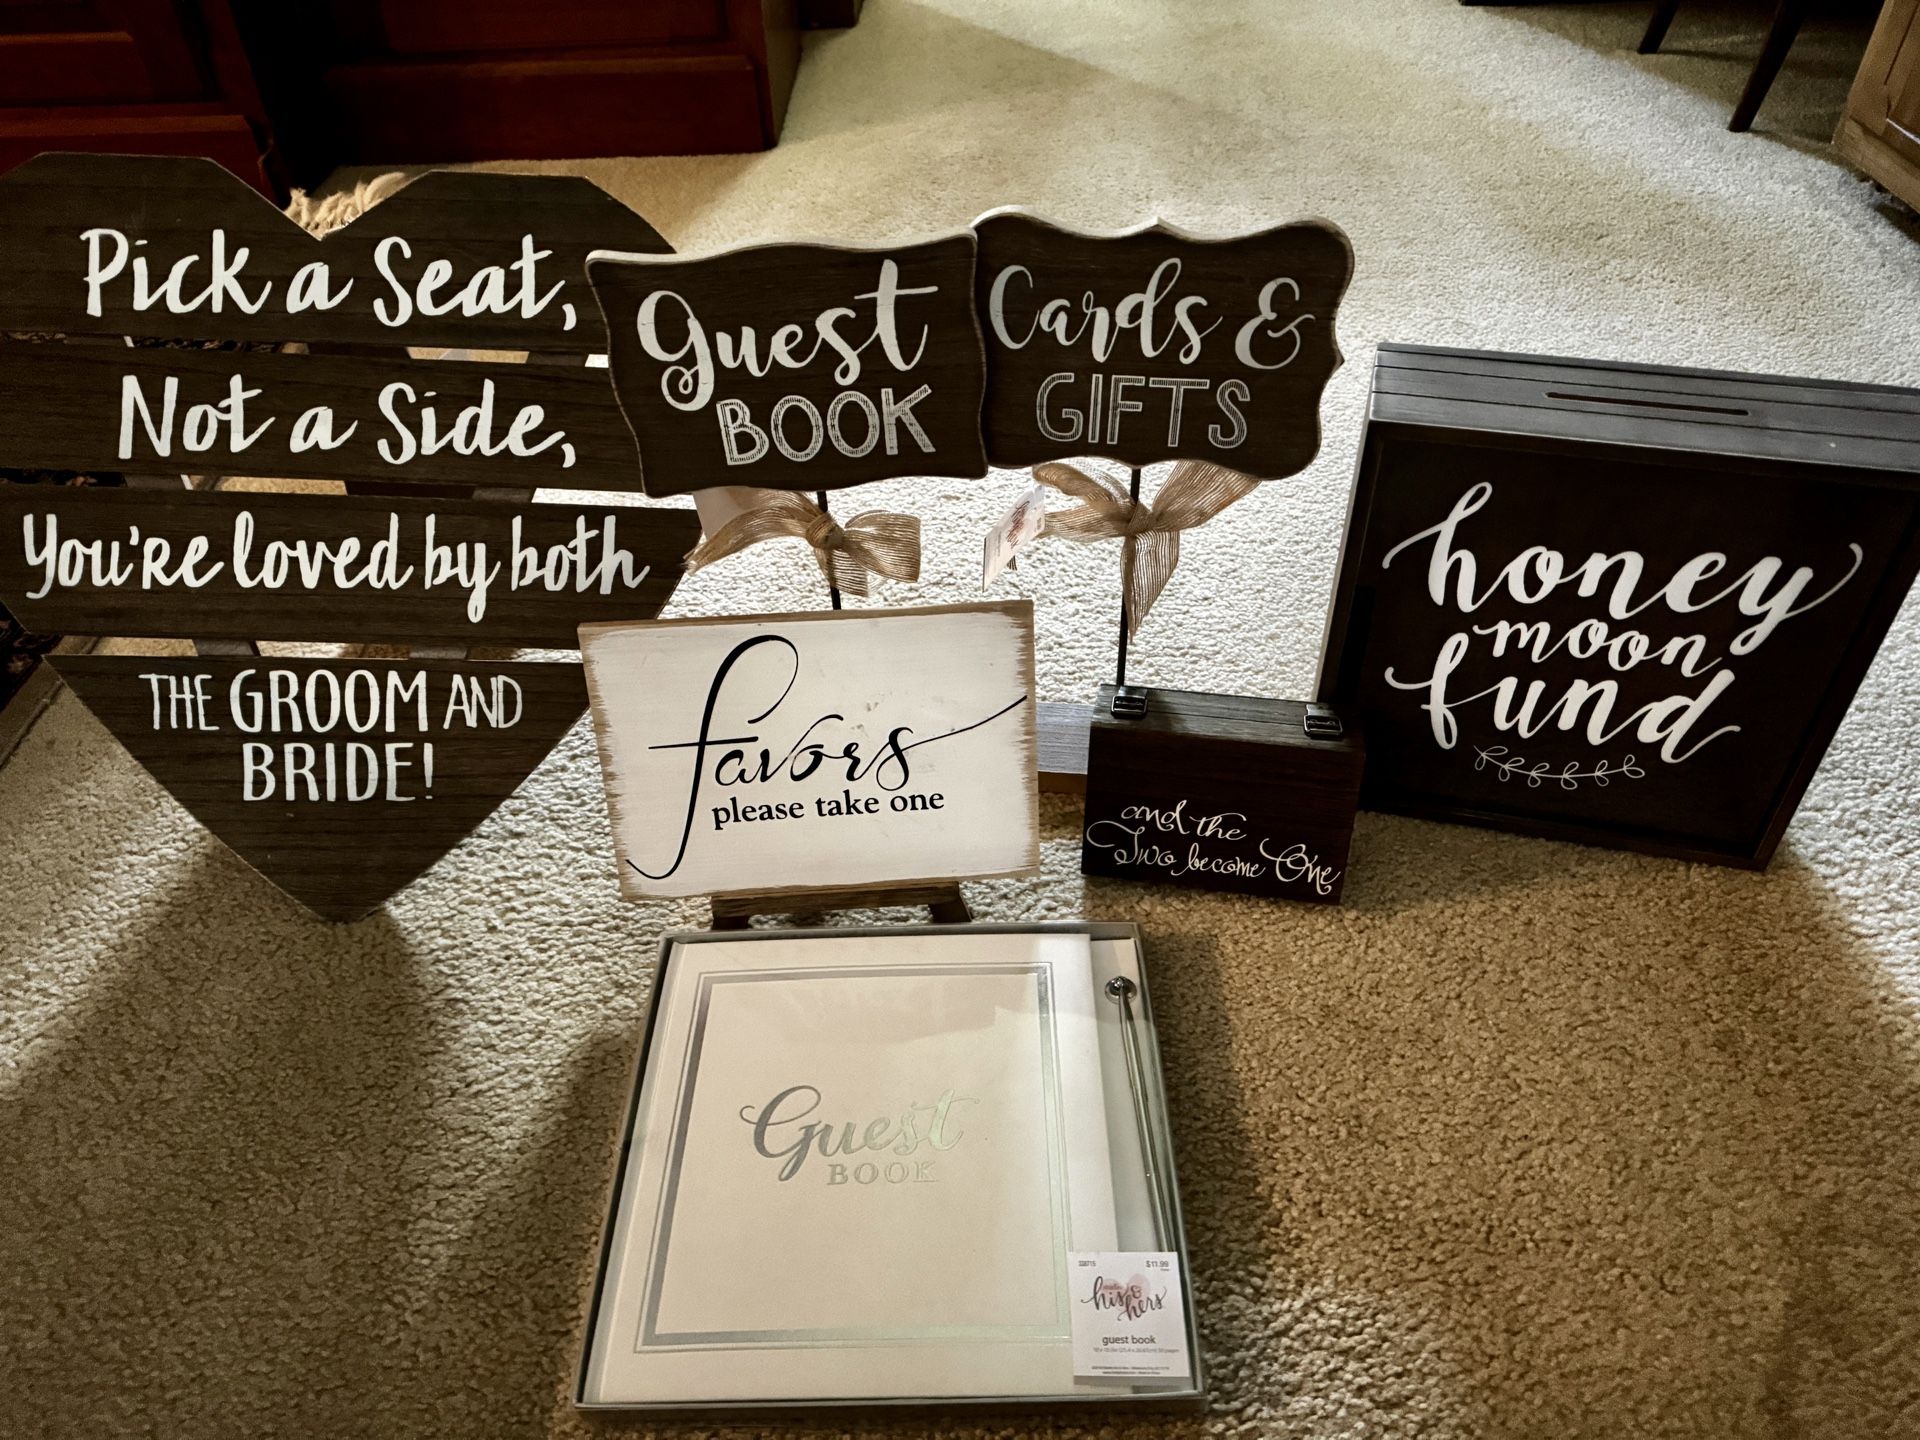 Pick a Seat,
Not a Side,
You're loved by both
THE GROOM AND
BRIDE!
Guest
BOOK
Cards &
GIFTS
honey
moon
fund
favors
please take one
and the
Two become One
Guest
BOOK
$11.99
his & hers
guest book